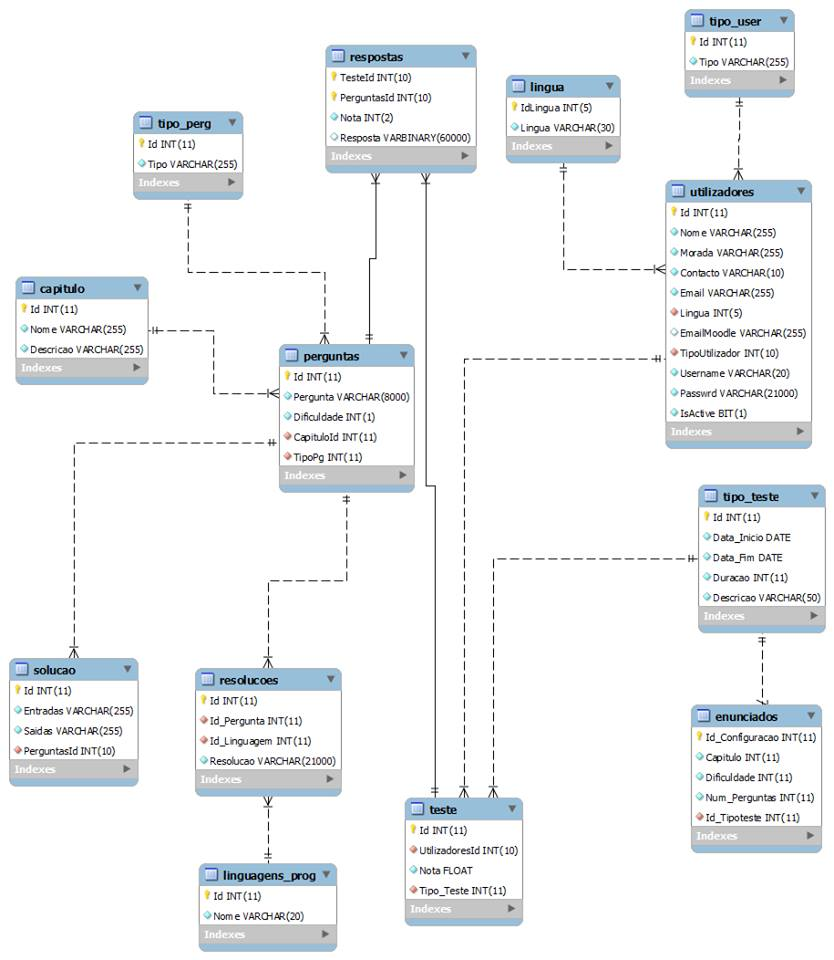 tipo_user
Id INT(11)
Tipo VARCHAR(255)
Indexes
respostas
TesteId INT(10)
PerguntasId INT(10)
Nota INT(2)
Resposta VARBINARY(60000)
Indexes
lingua
IdLingua INT(5)
Lingua VARCHAR(30)
Indexes
tipo_perg
Id INT(11)
Tipo VARCHAR(255)
Indexes
utilizadores
Id INT(11)
Nome VARCHAR(255)
Morada VARCHAR(255)
Contacto VARCHAR(10)
Email VARCHAR(255)
Lingua INT(5)
EmailMoodle VARCHAR(255)
TipoUtilizador INT(10)
Username VARCHAR(20)
Passwrd VARCHAR(21000)
IsActive BIT(1)
Indexes
capitulo
Id INT(11)
Nome VARCHAR(255)
Descricao VARCHAR(255)
Indexes
perguntas
Id INT(11)
Pergunta VARCHAR(8000)
Dificuldade INT(1)
CapituloId INT(11)
TipoPg INT(11)
Indexes
tipo_teste
Id INT(11)
Data_Inicio DATE
Data_Fim DATE
Duracao INT(11)
Descricao VARCHAR(50)
Indexes
solucao
Id INT(11)
Entradas VARCHAR(255)
Saidas VARCHAR(255)
PerguntasId INT(10)
Indexes
resolucoes
Id INT(11)
Id_Pergunta INT(11)
Id_Linguagem INT(11)
Resolucao VARCHAR(21000)
Indexes
enunciados
Id_Configuracao INT(11)
Capitulo INT(11)
Dificuldade INT(11)
Num_Perguntas INT(11)
Id_Tipoteste INT(11)
Indexes
teste
Id INT(11)
UtilizadoresId INT(10)
Nota FLOAT
Tipo_Teste INT(11)
Indexes
linguagens_prog
Id INT(11)
Nome VARCHAR(20)
Indexes